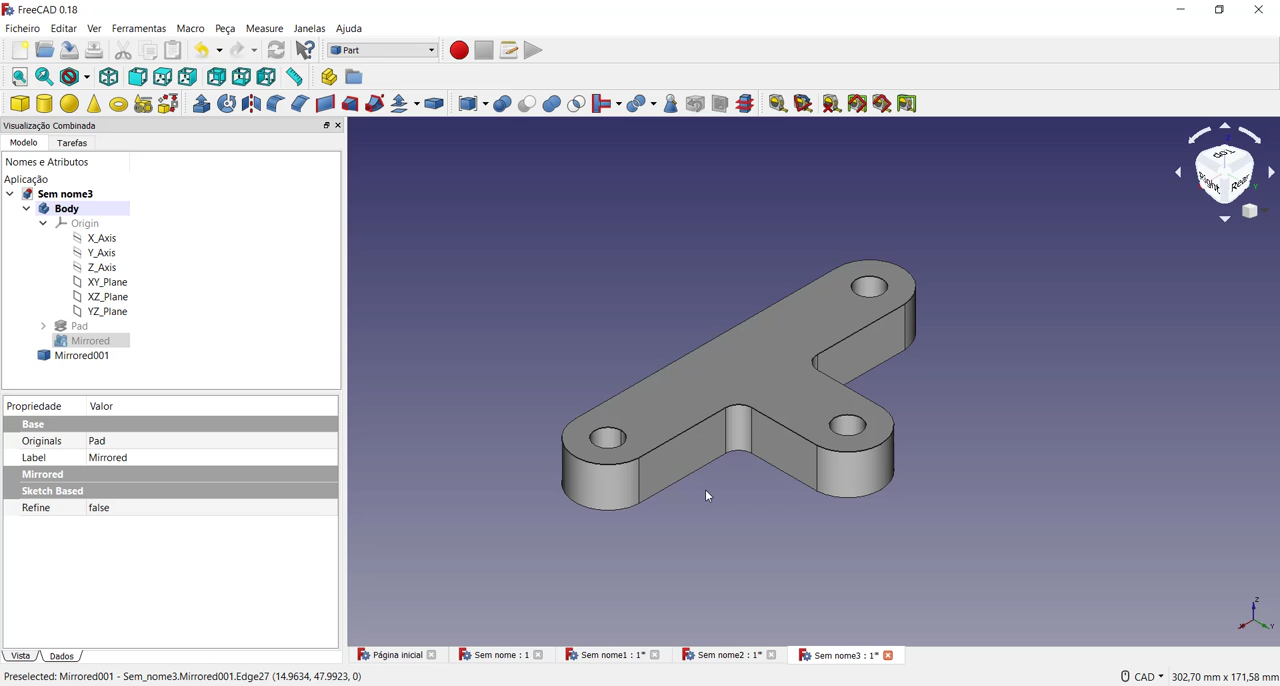 FreeCAD 0.18
Ficheiro Editar Ver Ferramentas Macro Peça Measure Janelas Ajuda
Part
Visualização Combinada
Modelo Tarefas
Nomes e Atributos
Aplicação
Sem nome3
Body
Origin
X_Axis
Y_Axis
Z_Axis
XY_Plane
XZ_Plane
YZ_Plane
Pad
Mirrored
Mirrored001
Propriedade Valor
Base
Originals Pad
Label Mirrored
Mirrored
Sketch Based
Refine false
Vista Dados
Top
Right Rear
Z
X Y
Página inicial Sem nome : 1 Sem nome1 : 1* Sem nome2 : 1* Sem nome3 : 1*
Preselected: Mirrored001 - Sem_nome3.Mirrored001.Edge27 (14.9634, 47.9923, 0) CAD 302,70 mm x 171,58 mm